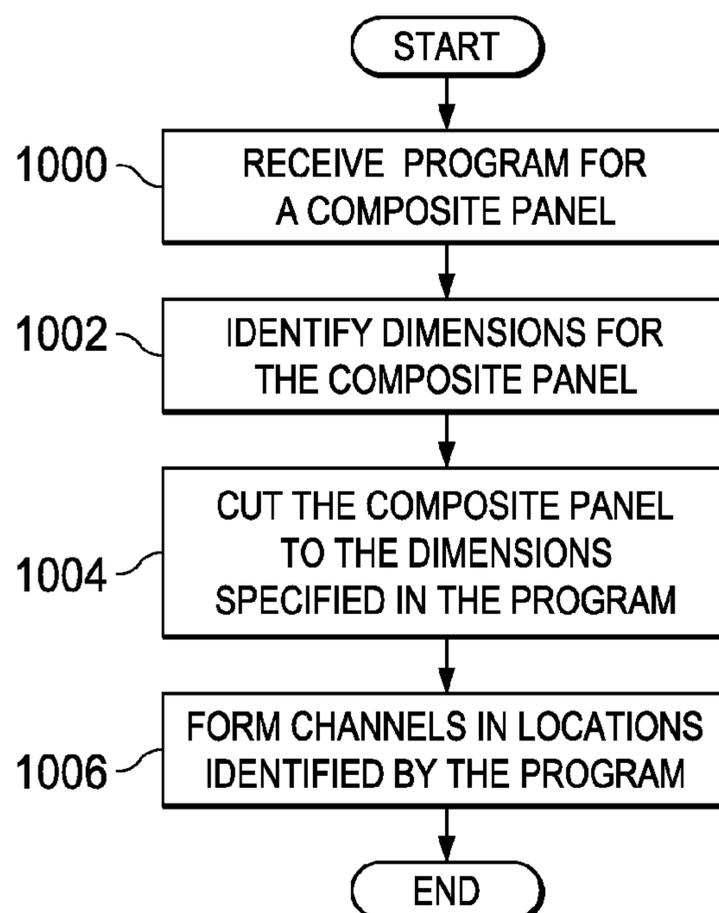 START
1000
RECEIVE PROGRAM FOR
A COMPOSITE PANEL
1002
IDENTIFY DIMENSIONS FOR
THE COMPOSITE PANEL
1004
CUT THE COMPOSITE PANEL
TO THE DIMENSIONS
SPECIFIED IN THE PROGRAM
1006
FORM CHANNELS IN LOCATIONS
IDENTIFIED BY THE PROGRAM
END